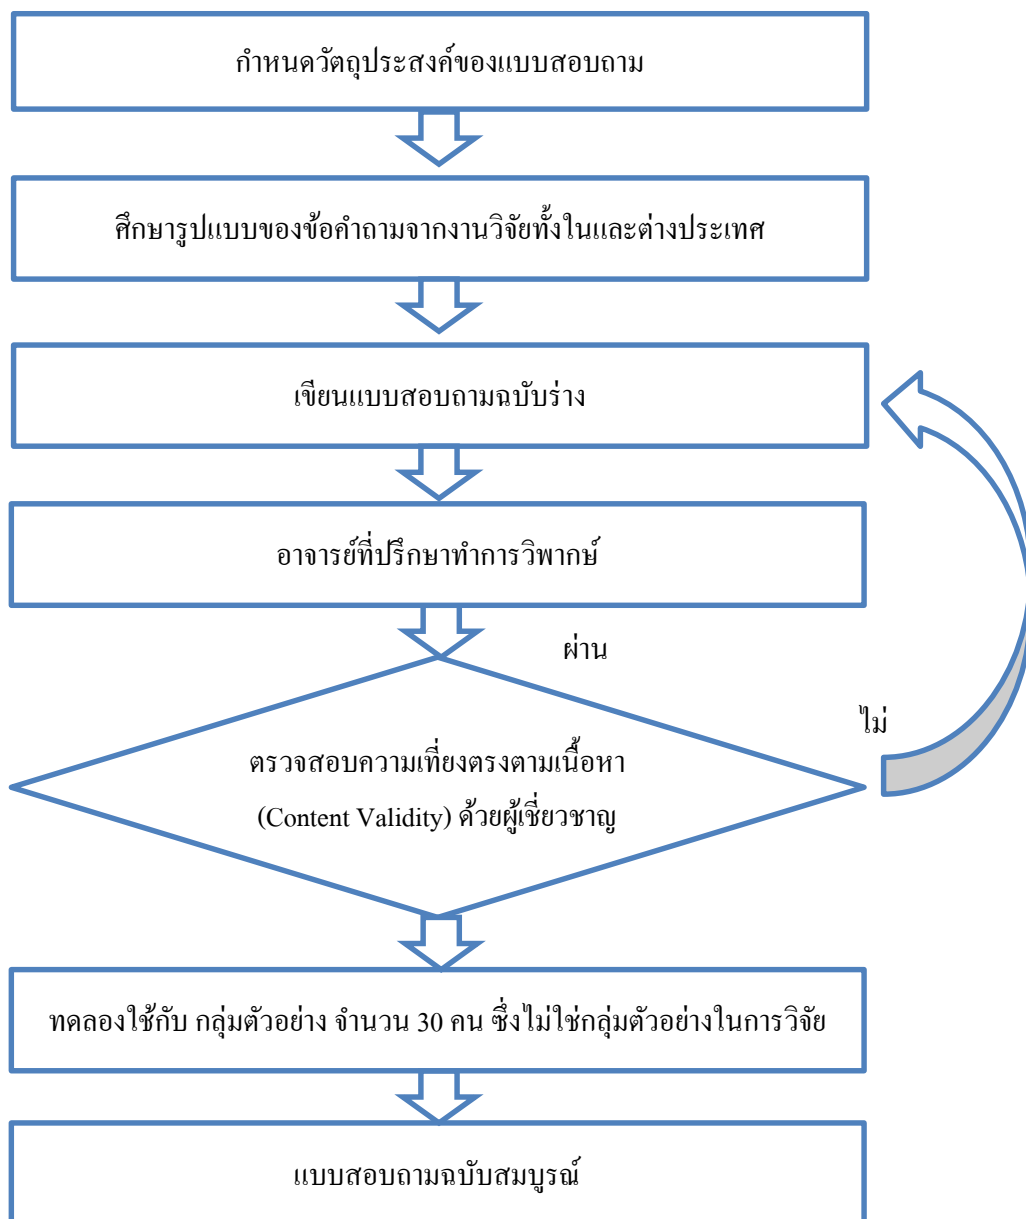 กำหนดวัตถุประสงค์ของแบบสอบถาม
ศึกษารูปแบบของข้อคำถามจากงานวิจัยทั้งในและต่างประเทศ
เขียนแบบสอบถามฉบับร่าง
อาจารย์ที่ปรึกษาทำการวิพากษ์
ผ่าน
ไม่
ตรวจสอบความเที่ยงตรงตามเนื้อหา
(Content Validity) ด้วยผู้เชี่ยวชาญ
ทดลองใช้กับ กลุ่มตัวอย่าง จำนวน 30 คน ซึ่งไม่ใช่กลุ่มตัวอย่างในการวิจัย
แบบสอบถามฉบับสมบูรณ์